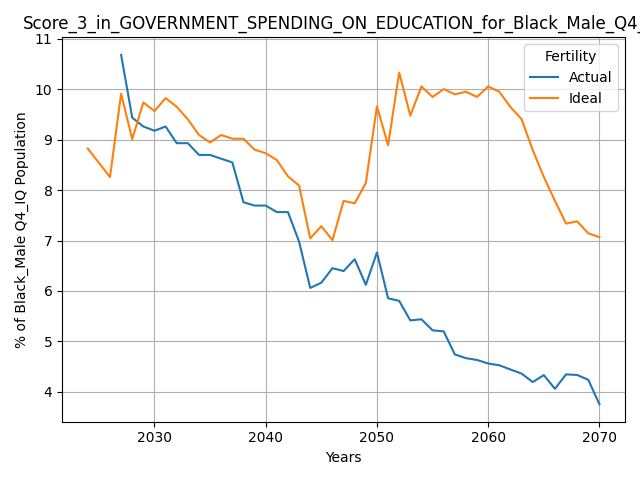 Score_3_in_GOVERNMENT_SPENDING_ON_EDUCATION_for_Black_Male_Q4_
Fertility
Actual
Ideal
% of Black_Male Q4_IQ Population
11
10
9
8
7
6
5
4
2030 2040 2050 2060 2070
Years